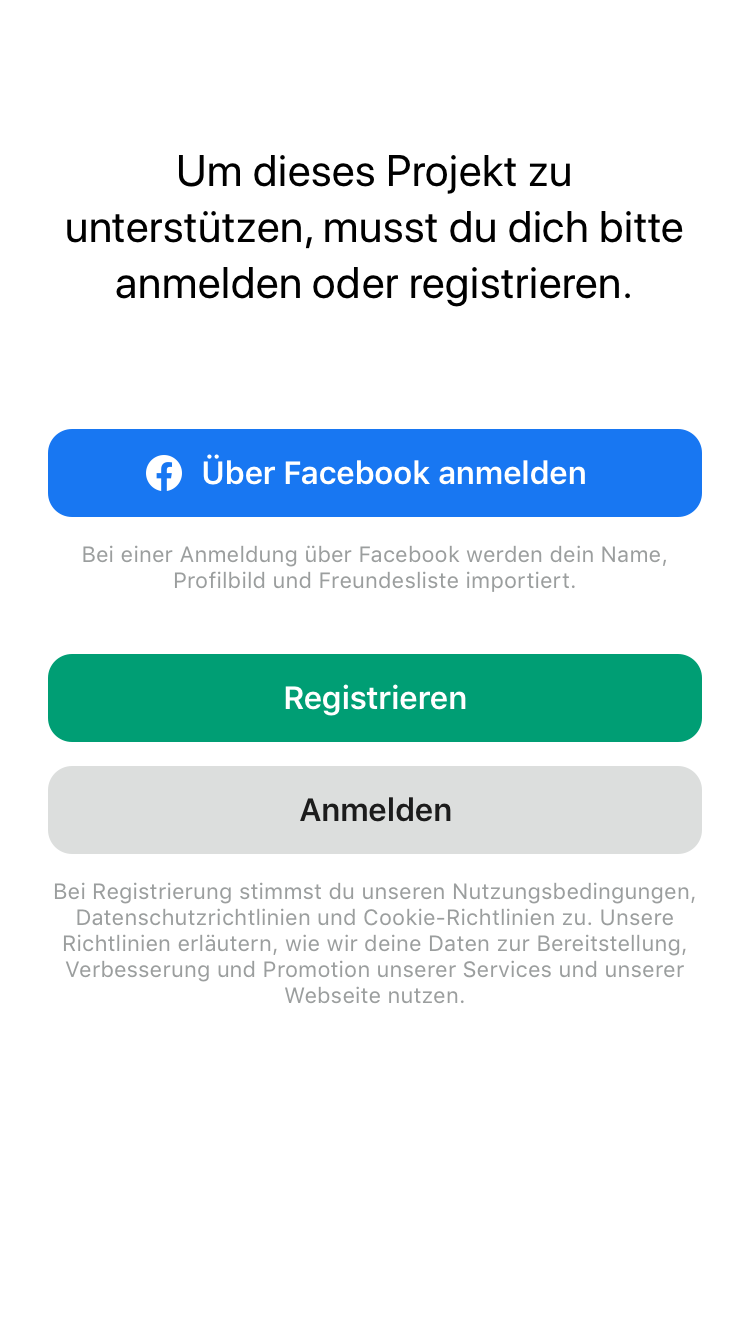 Um dieses Projekt zu
unterstützen, musst du dich bitte
anmelden oder registrieren.
Über Facebook anmelden
Bei einer Anmeldung über Facebook werden dein Name,
Profilbild und Freundesliste importiert.
Registrieren
Anmelden
Bei Registrierung stimmst du unseren Nutzungsbedingungen,
Datenschutzrichtlinien und Cookie-Richtlinien zu. Unsere
Richtlinien erläutern, wie wir deine Daten zur Bereitstellung,
Verbesserung und Promotion unserer Services und unserer
Webseite nutzen.